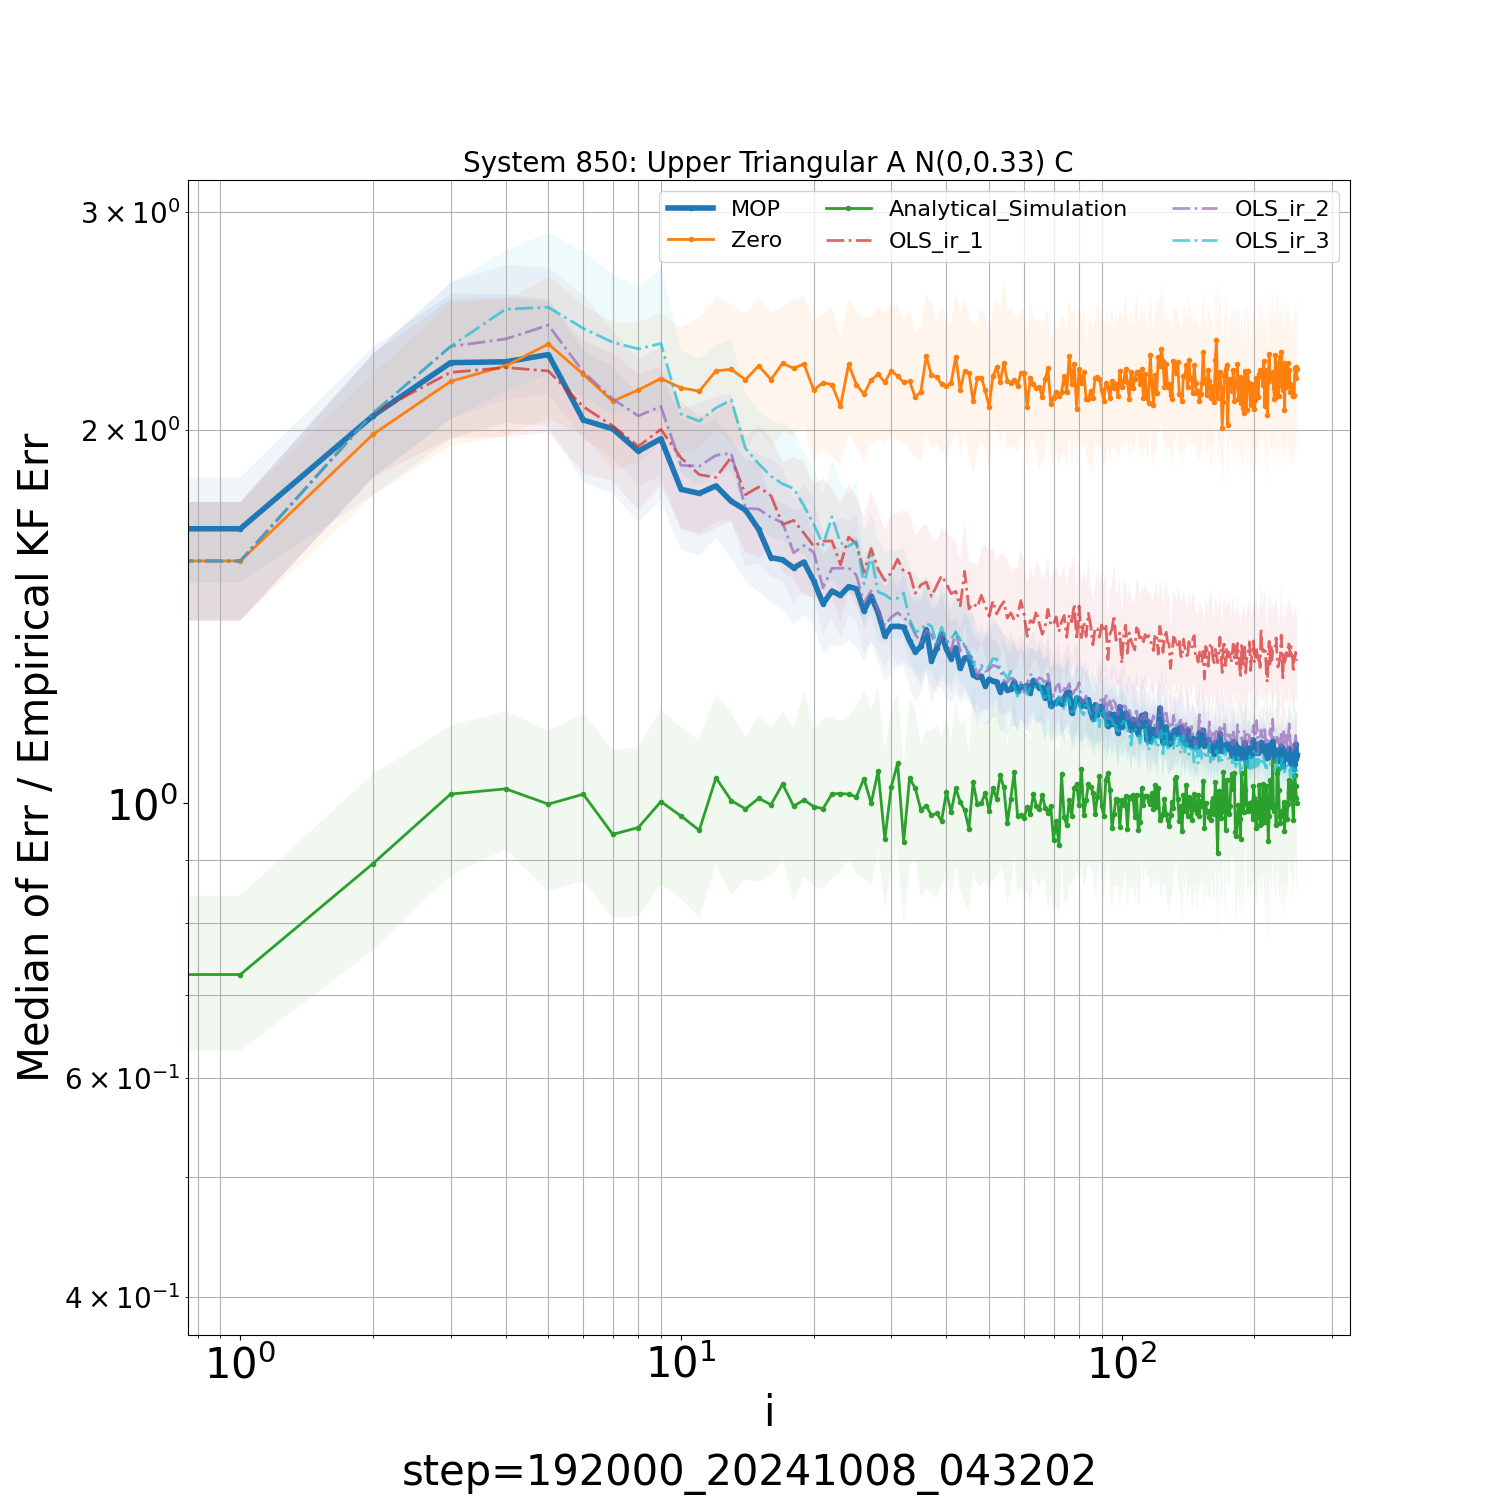 System 850: Upper Triangular A N(0,0.33) C
MOP
Zero
Analytical_Simulation
OLS_ir_1
OLS_ir_2
OLS_ir_3
Median of Err / Empirical KF Err
3 × 10⁰
2 × 10⁰
10⁰
6 × 10⁻¹
4 × 10⁻¹
10⁰ 10¹ 10²
i
step=192000_20241008_043202